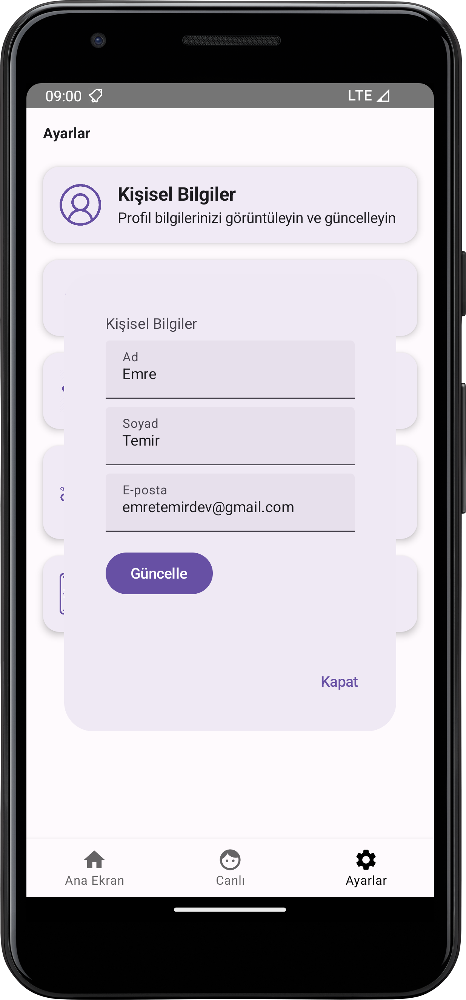 09:00 LTE
Ayarlar
Kişisel Bilgiler
Profil bilgilerinizi görüntüleyin ve güncelleyin
Kişisel Bilgiler
Ad
Emre
Soyad
Temir
E-posta
emretemirdev@gmail.com
Güncelle
Kapat
Ana Ekran Canlı Ayarlar